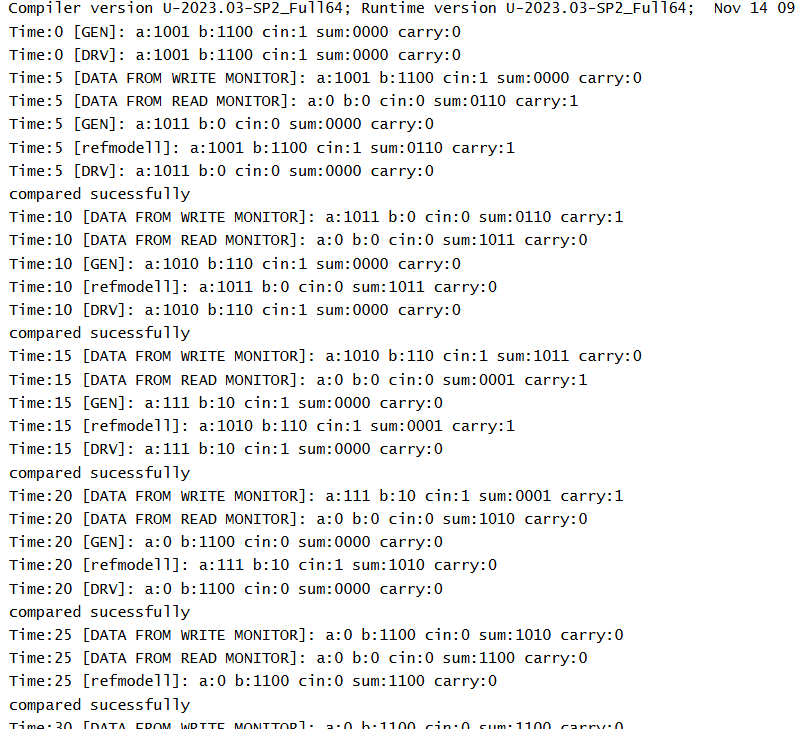 Compiler version U-2023.03-SP2_Full64; Runtime version U-2023.03-SP2_Full64;  Nov 14 09
Time:0 [GEN]: a:1001 b:1100 cin:1 sum:0000 carry:0
Time:0 [DRV]: a:1001 b:1100 cin:1 sum:0000 carry:0
Time:5 [DATA FROM WRITE MONITOR]: a:1001 b:1100 cin:1 sum:0000 carry:0
Time:5 [DATA FROM READ MONITOR]: a:0 b:0 cin:0 sum:0110 carry:1
Time:5 [GEN]: a:1011 b:0 cin:0 sum:0000 carry:0
Time:5 [refmodell]: a:1001 b:1100 cin:1 sum:0110 carry:1
Time:5 [DRV]: a:1011 b:0 cin:0 sum:0000 carry:0
compared sucessfully
Time:10 [DATA FROM WRITE MONITOR]: a:1011 b:0 cin:0 sum:0110 carry:1
Time:10 [DATA FROM READ MONITOR]: a:0 b:0 cin:0 sum:1011 carry:0
Time:10 [GEN]: a:1010 b:110 cin:1 sum:0000 carry:0
Time:10 [refmodell]: a:1011 b:0 cin:0 sum:1011 carry:0
Time:10 [DRV]: a:1010 b:110 cin:1 sum:0000 carry:0
compared sucessfully
Time:15 [DATA FROM WRITE MONITOR]: a:1010 b:110 cin:1 sum:1011 carry:0
Time:15 [DATA FROM READ MONITOR]: a:0 b:0 cin:0 sum:0001 carry:1
Time:15 [GEN]: a:111 b:10 cin:1 sum:0000 carry:0
Time:15 [refmodell]: a:1010 b:110 cin:1 sum:0001 carry:1
Time:15 [DRV]: a:111 b:10 cin:1 sum:0000 carry:0
compared sucessfully
Time:20 [DATA FROM WRITE MONITOR]: a:111 b:10 cin:1 sum:0001 carry:1
Time:20 [DATA FROM READ MONITOR]: a:0 b:0 cin:0 sum:1010 carry:0
Time:20 [GEN]: a:0 b:1100 cin:0 sum:0000 carry:0
Time:20 [refmodell]: a:111 b:10 cin:1 sum:1010 carry:0
Time:20 [DRV]: a:0 b:1100 cin:0 sum:0000 carry:0
compared sucessfully
Time:25 [DATA FROM WRITE MONITOR]: a:0 b:1100 cin:0 sum:1010 carry:0
Time:25 [DATA FROM READ MONITOR]: a:0 b:0 cin:0 sum:1100 carry:0
Time:25 [refmodell]: a:0 b:1100 cin:0 sum:1100 carry:0
compared sucessfully
Time:30 [DATA FROM WRITE MONITOR]: a:0 b:1100 cin:0 sum:1100 carry:0